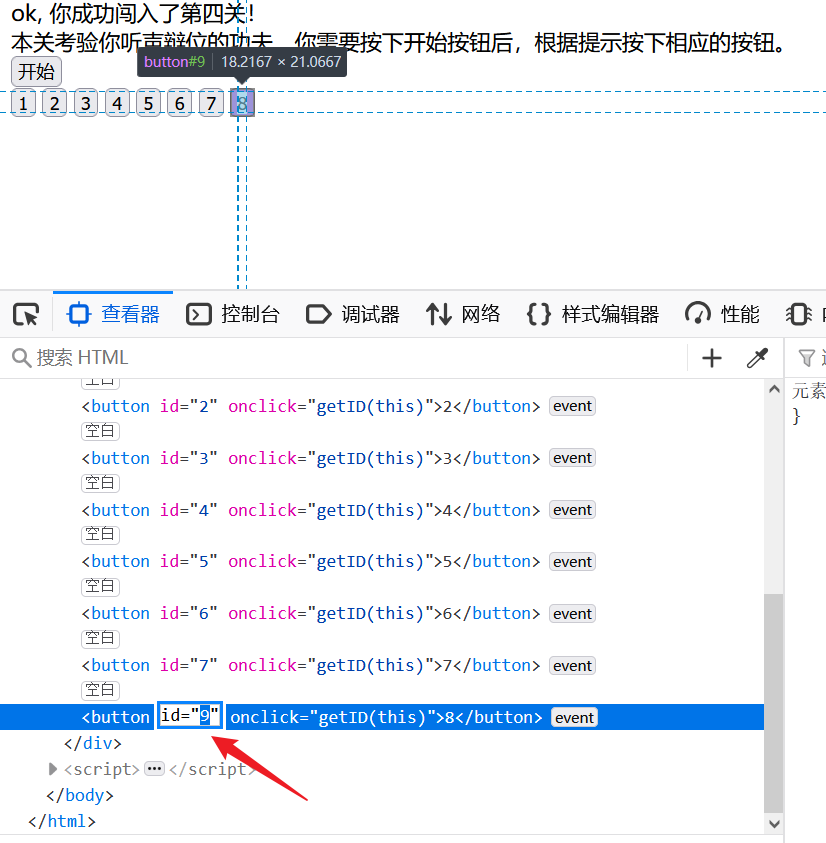 ok, 你成功闯入了第四关！
本关考验你听声辩位的功夫，你需要按下开始按钮后，根据提示按下相应的按钮。
button#9 18.2167 × 21.0667
开始
1 2 3 4 5 6 7 8
查看器 控制台 调试器 网络 样式编辑器 性能
搜索 HTML
空白
元素
<button id="2" onclick="getID(this)">2</button> event
}
空白
<button id="3" onclick="getID(this)">3</button> event
空白
<button id="4" onclick="getID(this)">4</button> event
空白
<button id="5" onclick="getID(this)">5</button> event
空白
<button id="6" onclick="getID(this)">6</button> event
空白
<button id="7" onclick="getID(this)">7</button> event
空白
<button id="9" onclick="getID(this)">8</button> event
</div>
<script> ••• </script>
</body>
</html>